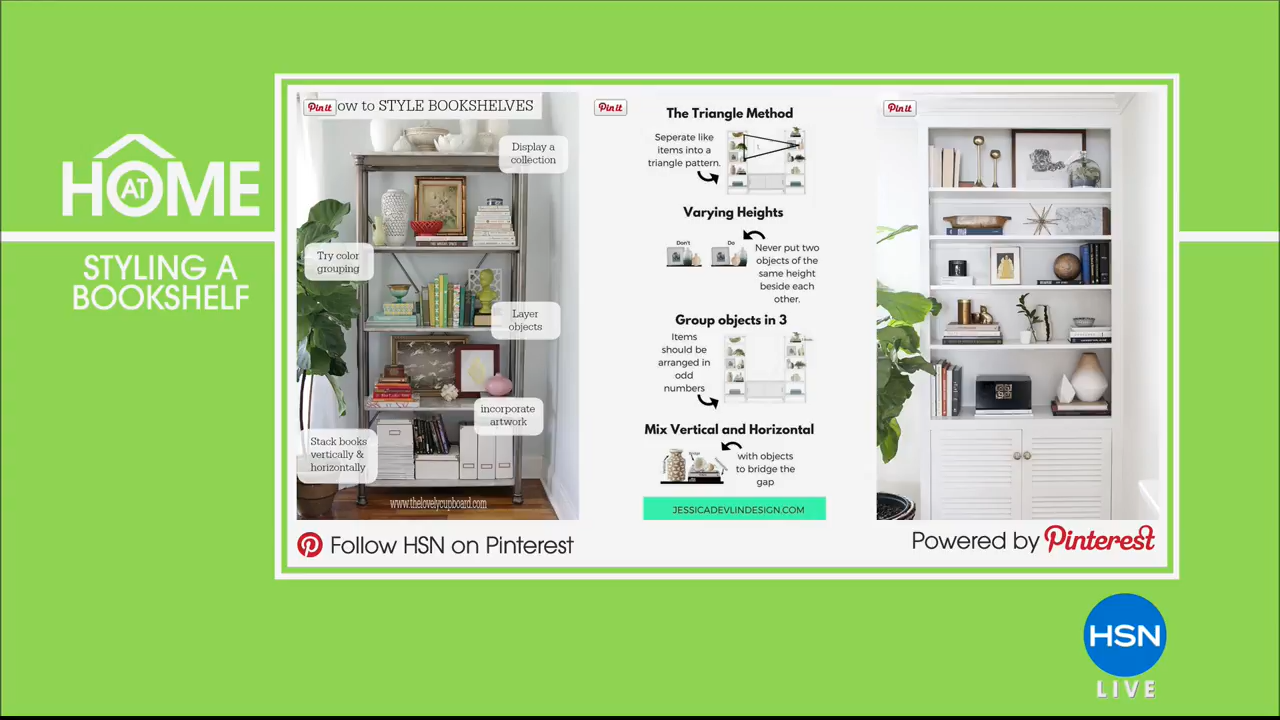 HOME
AT
STYLING A
BOOKSHELF
Pin it
ow to STYLE BOOKSHELVES
Display a
collection
Try color
grouping
Layer
objects
incorporate
artwork
Stack books
vertically &
horizontally
www.thelovelycupboard.com
Pin it
The Triangle Method
Seperate like
items into a
triangle pattern.
Varying Heights
Don't
Do
Never put two
objects of the
same height
beside each
other.
Group objects in 3
Items
should be
arranged in
odd
numbers
Mix Vertical and Horizontal
with objects
to bridge the
gap
JESSICADEVLINDESIGN.COM
Pin it
Follow HSN on Pinterest
Powered by Pinterest
HSN
LIVE